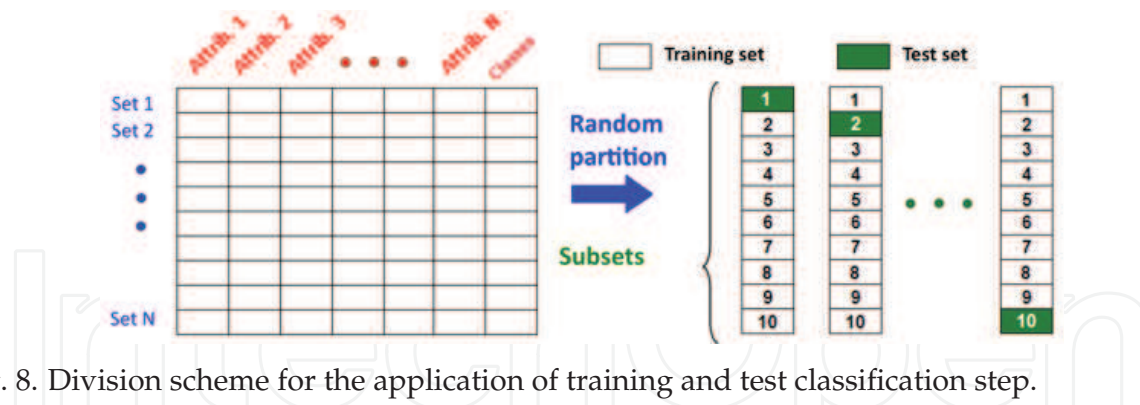 Attrib. 1 Attrib. 2 Attrib. 3 Attrib. N Classes
Training set Test set
Set 1
Set 2
Set N
Random
partition
Subsets
1 1 1
2 2 2
3 3 3
4 4 4
5 5 5
6 6 6
7 7 7
8 8 8
9 9 9
10 10 10
. 8. Division scheme for the application of training and test classification step.
IntechOpen